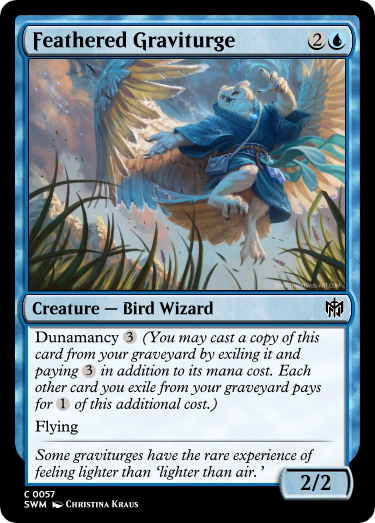 Feathered Graviturge 2
Creature — Bird Wizard
Dunamancy 3 (You may cast a copy of this
card from your graveyard by exiling it and
paying 3 in addition to its mana cost. Each
other card you exile from your graveyard pays
for 1 of this additional cost.)
Flying
Some graviturges have the rare experience of
feeling lighter than ‘lighter than air.’
2/2
C 0057
SWM Christina Kraus